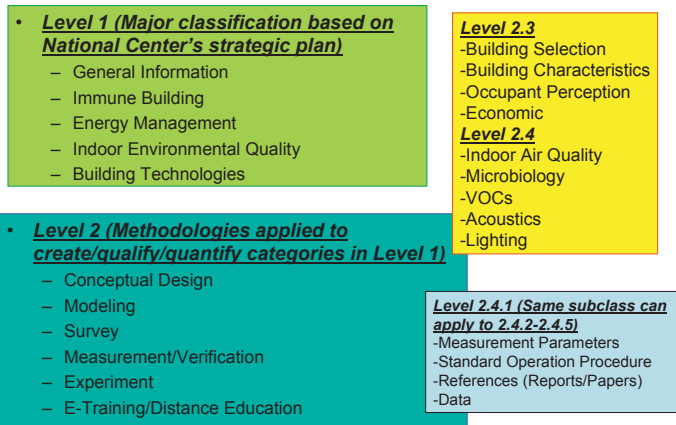 • Level 1 (Major classification based on
National Center's strategic plan)
– General Information
– Immune Building
– Energy Management
– Indoor Environmental Quality
– Building Technologies
Level 2.3
-Building Selection
-Building Characteristics
-Occupant Perception
-Economic
Level 2.4
-Indoor Air Quality
-Microbiology
-VOCs
-Acoustics
-Lighting
• Level 2 (Methodologies applied to
create/qualify/quantify categories in Level 1)
– Conceptual Design
– Modeling
– Survey
– Measurement/Verification
– Experiment
– E-Training/Distance Education
Level 2.4.1 (Same subclass can
apply to 2.4.2-2.4.5)
-Measurement Parameters
-Standard Operation Procedure
-References (Reports/Papers)
-Data